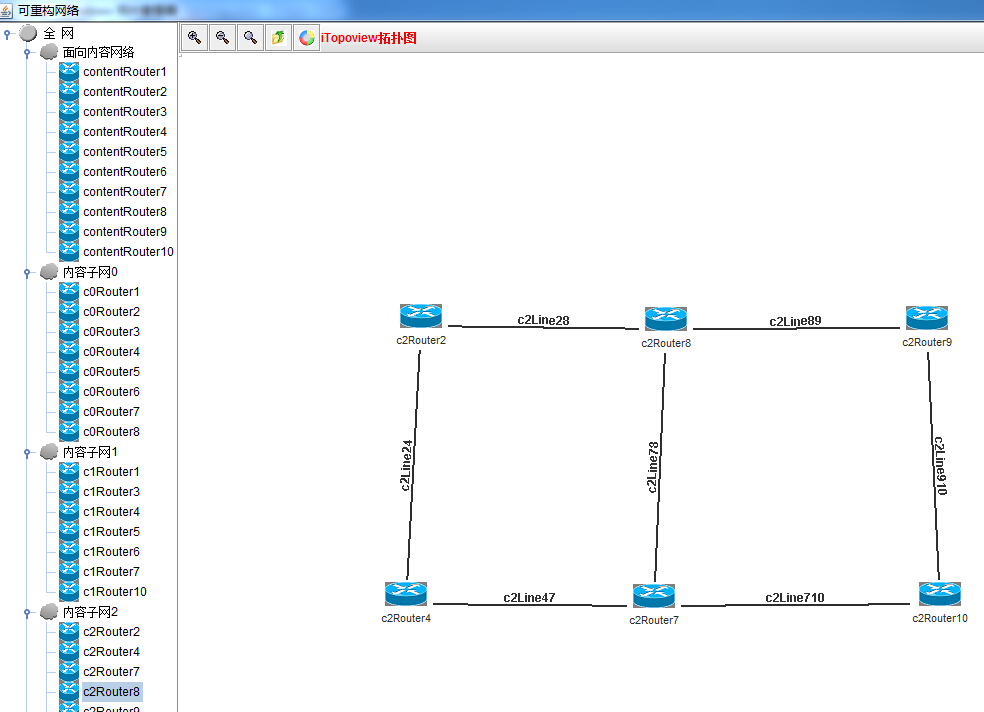 可重构网络
全 网
面向内容网络
contentRouter1
contentRouter2
contentRouter3
contentRouter4
contentRouter5
contentRouter6
contentRouter7
contentRouter8
contentRouter9
contentRouter10
内容子网0
c0Router1
c0Router2
c0Router3
c0Router4
c0Router5
c0Router6
c0Router7
c0Router8
内容子网1
c1Router1
c1Router3
c1Router4
c1Router5
c1Router6
c1Router7
c1Router10
内容子网2
c2Router2
c2Router4
c2Router7
c2Router8
c2Router9
iTopoview拓扑图
c2Line28
c2Line89
c2Router2
c2Router8
c2Router9
c2Line24
c2Line78
c2Line910
c2Line47
c2Line710
c2Router4
c2Router7
c2Router10